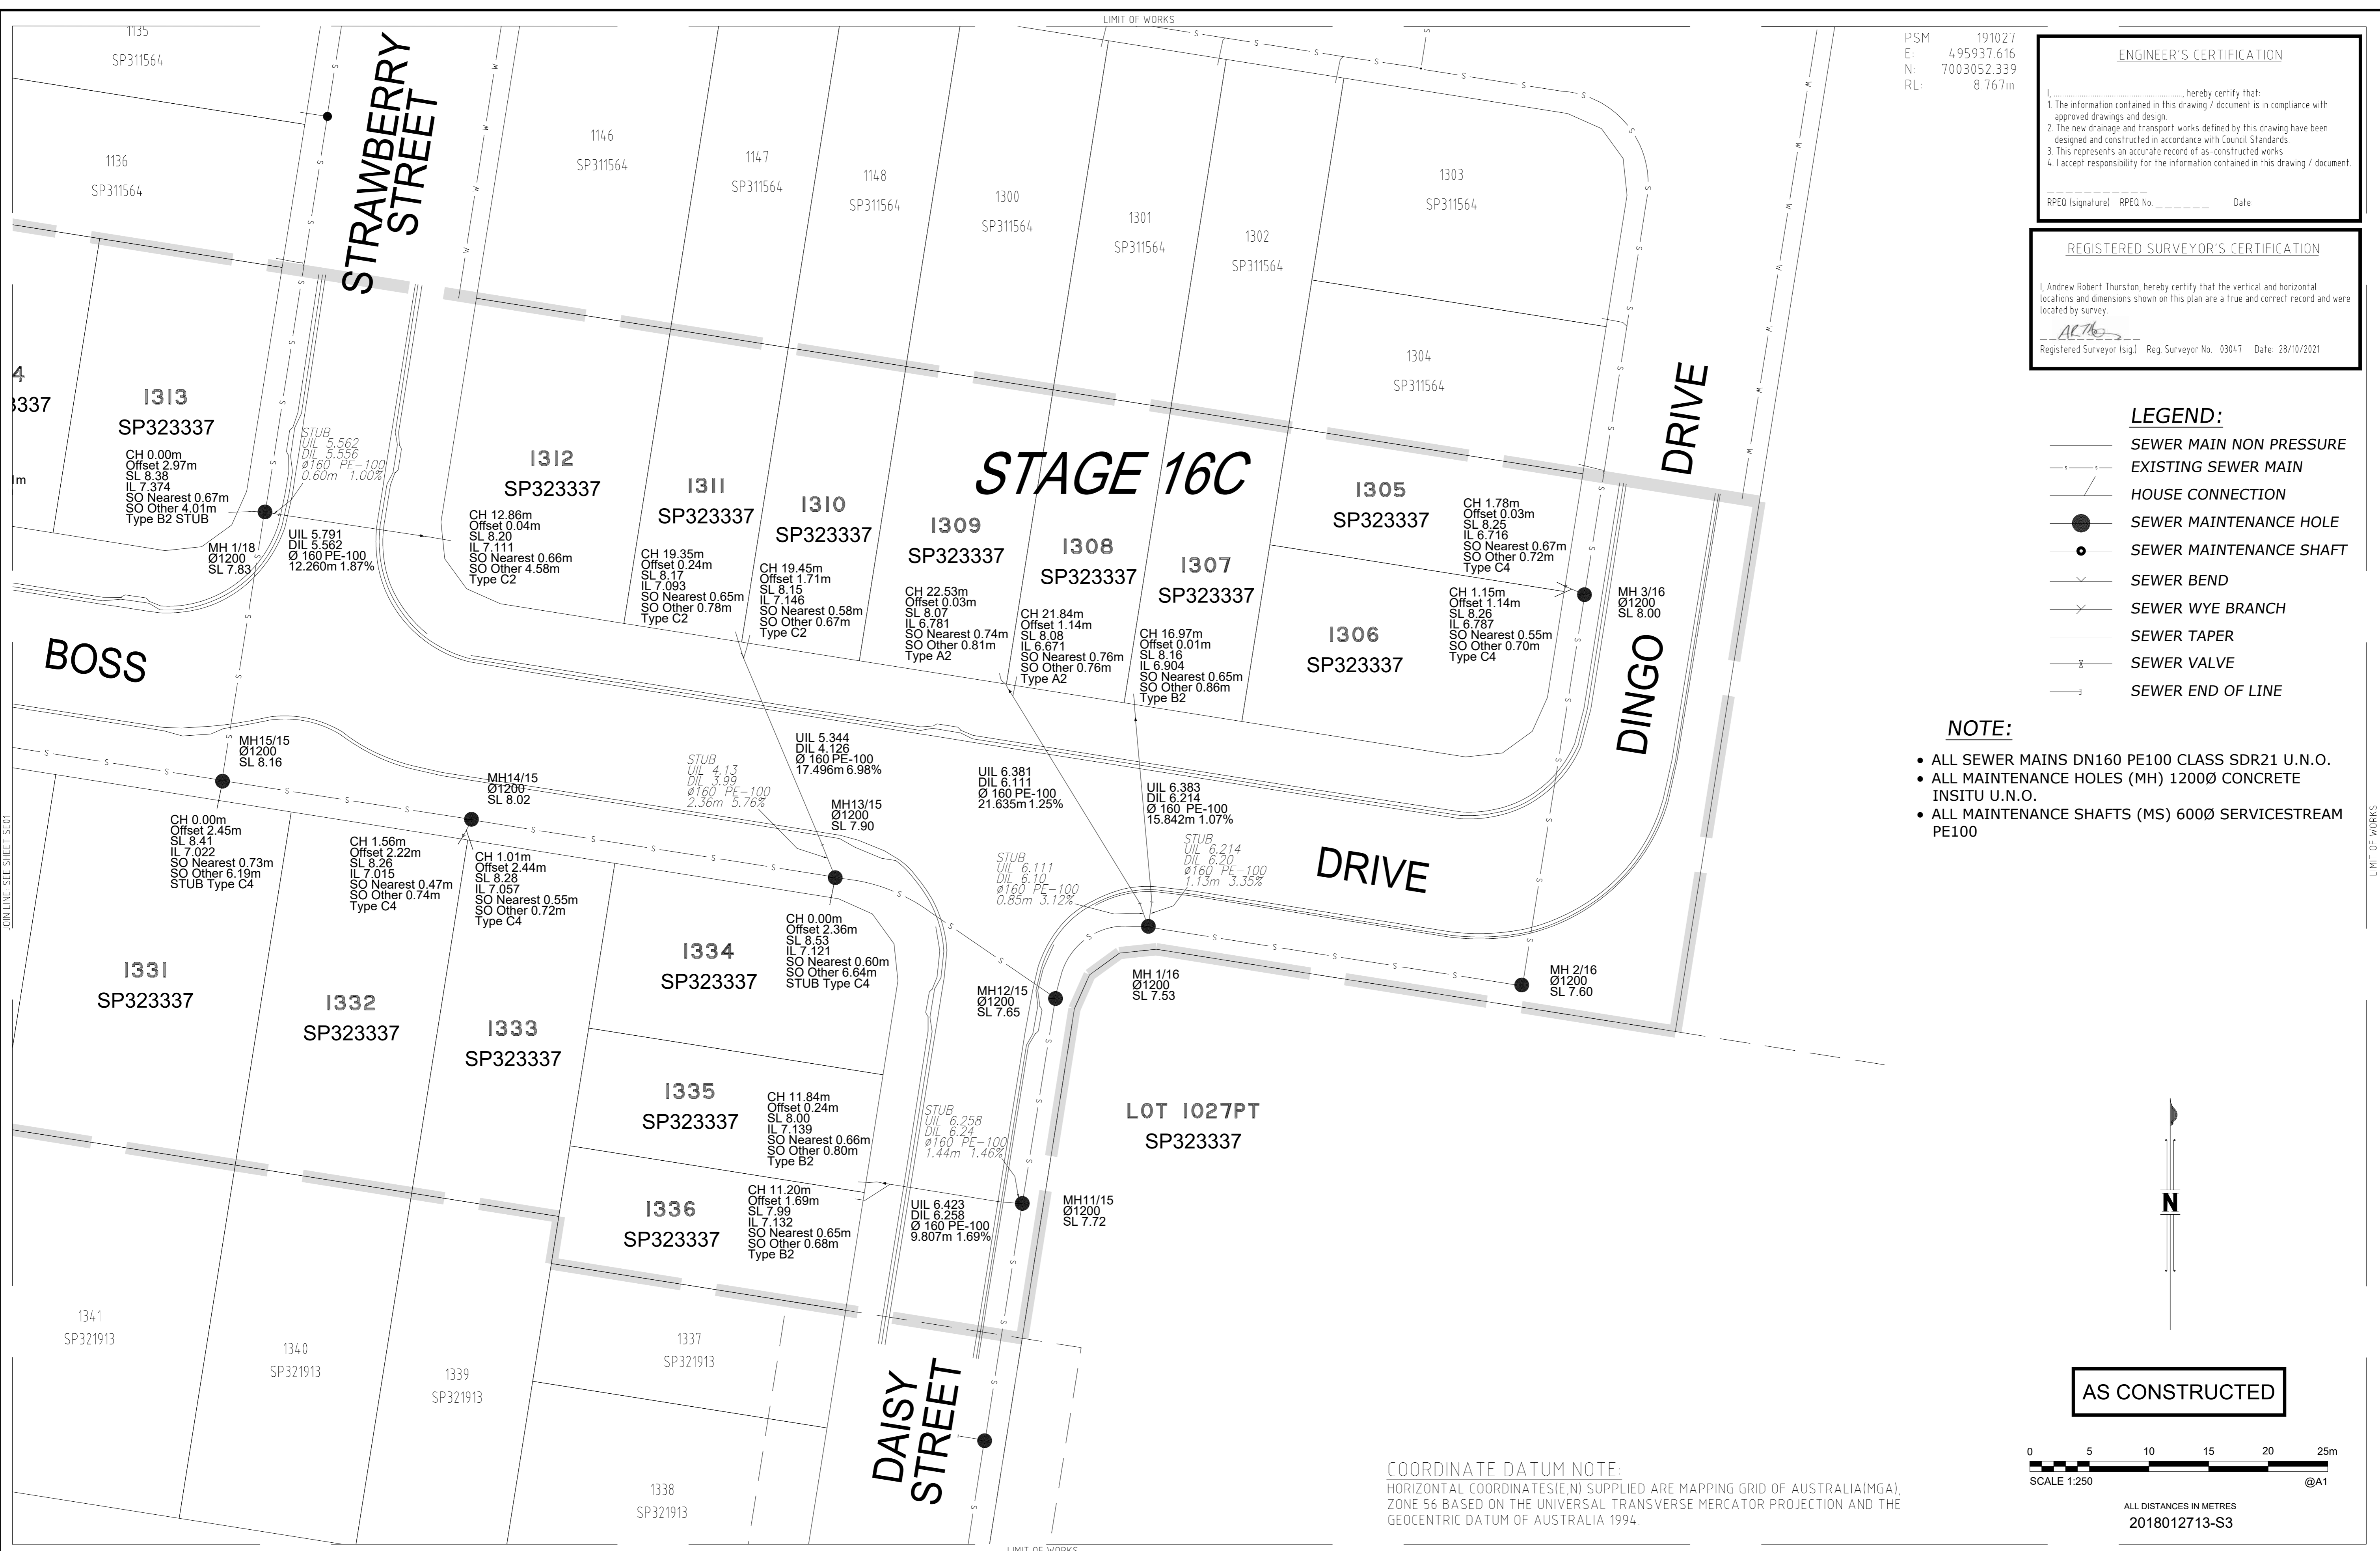 LIMIT OF WORKS
1135
SP311564
1136
SP311564
STRAWBERRY
STREET
1146
SP311564
1147
SP311564
1148
SP311564
1300
SP311564
1301
SP311564
1302
SP311564
1303
SP311564
1304
SP311564
PSM 191027
E: 495937.616
N: 7003052.339
RL: 8.767m
ENGINEER'S CERTIFICATION
I, ........................................, hereby certify that:
1. The information contained in this drawing / document is in compliance with
approved drawings and design.
2. The new drainage and transport works defined by this drawing have been
designed and constructed in accordance with Council Standards.
3. This represents an accurate record of as-constructed works
4. I accept responsibility for the information contained in this drawing / document.
RPEQ (signature) RPEQ No. _ _ _ _ _ _ Date:
REGISTERED SURVEYOR'S CERTIFICATION
I, Andrew Robert Thurston, hereby certify that the vertical and horizontal
locations and dimensions shown on this plan are a true and correct record and were
located by survey.
Registered Surveyor (sig.) Reg. Surveyor No. 03047 Date: 28/10/2021
LEGEND:
SEWER MAIN NON PRESSURE
EXISTING SEWER MAIN
HOUSE CONNECTION
SEWER MAINTENANCE HOLE
SEWER MAINTENANCE SHAFT
SEWER BEND
SEWER WYE BRANCH
SEWER TAPER
SEWER VALVE
SEWER END OF LINE
NOTE:
• ALL SEWER MAINS DN160 PE100 CLASS SDR21 U.N.O.
• ALL MAINTENANCE HOLES (MH) 1200Ø CONCRETE
INSITU U.N.O.
• ALL MAINTENANCE SHAFTS (MS) 600Ø SERVICESTREAM
PE100
4
3337
1m
1313
SP323337
CH 0.00m
Offset 2.97m
SL 8.38
IL 7.374
SO Nearest 0.67m
SO Other 4.01m
Type B2 STUB
STUB
UIL 5.562
DIL 5.556
ø160 PE-100
0.60m 1.00%
MH 1/18
Ø1200
SL 7.83
UIL 5.791
DIL 5.562
Ø 160 PE-100
12.260m 1.87%
1312
SP323337
CH 12.86m
Offset 0.04m
SL 8.20
IL 7.111
SO Nearest 0.66m
SO Other 4.58m
Type C2
1311
SP323337
CH 19.35m
Offset 0.24m
SL 8.17
IL 7.093
SO Nearest 0.65m
SO Other 0.78m
Type C2
1310
SP323337
CH 19.45m
Offset 1.71m
SL 8.15
IL 7.146
SO Nearest 0.58m
SO Other 0.67m
Type C2
STAGE 16C
1309
SP323337
CH 22.53m
Offset 0.03m
SL 8.07
IL 6.781
SO Nearest 0.74m
SO Other 0.81m
Type A2
1308
SP323337
CH 21.84m
Offset 1.14m
SL 8.08
IL 6.671
SO Nearest 0.76m
SO Other 0.76m
Type A2
1307
SP323337
CH 16.97m
Offset 0.01m
SL 8.16
IL 6.904
SO Nearest 0.65m
SO Other 0.86m
Type B2
1305
SP323337
CH 1.78m
Offset 0.03m
SL 8.25
IL 6.716
SO Nearest 0.67m
SO Other 0.72m
Type C4
1306
SP323337
CH 1.15m
Offset 1.14m
SL 8.26
IL 6.787
SO Nearest 0.55m
SO Other 0.70m
Type C4
MH 3/16
Ø1200
SL 8.00
DINGO
DRIVE
BOSS
DRIVE
MH15/15
Ø1200
SL 8.16
MH14/15
Ø1200
SL 8.02
STUB
UIL 4.13
DIL 3.99
ø160 PE-100
2.36m 5.76%
UIL 5.344
DIL 4.126
Ø 160 PE-100
17.496m 6.98%
MH13/15
Ø1200
SL 7.90
UIL 6.381
DIL 6.111
Ø 160 PE-100
21.635m 1.25%
UIL 6.383
DIL 6.214
Ø 160 PE-100
15.842m 1.07%
STUB
UIL 6.111
DIL 6.10
ø160 PE-100
0.85m 3.12%
STUB
UIL 6.214
DIL 6.20
ø160 PE-100
1.13m 3.35%
CH 0.00m
Offset 2.45m
SL 8.41
IL 7.022
SO Nearest 0.73m
SO Other 6.19m
STUB Type C4
CH 1.56m
Offset 2.22m
SL 8.26
IL 7.015
SO Nearest 0.47m
SO Other 0.74m
Type C4
CH 1.01m
Offset 2.44m
SL 8.28
IL 7.057
SO Nearest 0.55m
SO Other 0.72m
Type C4
CH 0.00m
Offset 2.36m
SL 8.53
IL 7.121
SO Nearest 0.60m
SO Other 6.64m
STUB Type C4
1331
SP323337
1332
SP323337
1333
SP323337
1334
SP323337
MH12/15
Ø1200
SL 7.65
MH 1/16
Ø1200
SL 7.53
MH 2/16
Ø1200
SL 7.60
1335
SP323337
CH 11.84m
Offset 0.24m
SL 8.00
IL 7.139
SO Nearest 0.66m
SO Other 0.80m
Type B2
STUB
UIL 6.258
DIL 6.24
ø160 PE-100
1.44m 1.46%
LOT 1027PT
SP323337
1336
SP323337
CH 11.20m
Offset 1.69m
SL 7.99
IL 7.132
SO Nearest 0.65m
SO Other 0.68m
Type B2
UIL 6.423
DIL 6.258
Ø 160 PE-100
9.807m 1.69%
MH11/15
Ø1200
SL 7.72
1341
SP321913
1340
SP321913
1339
SP321913
1337
SP321913
1338
SP321913
DAISY
STREET
JOIN LINE: SEE SHEET SE01
LIMIT OF WORKS
N
AS CONSTRUCTED
0 5 10 15 20 25m
SCALE 1:250 @A1
ALL DISTANCES IN METRES
2018012713-S3
COORDINATE DATUM NOTE:
HORIZONTAL COORDINATES(E,N) SUPPLIED ARE MAPPING GRID OF AUSTRALIA(MGA),
ZONE 56 BASED ON THE UNIVERSAL TRANSVERSE MERCATOR PROJECTION AND THE
GEOCENTRIC DATUM OF AUSTRALIA 1994.
LIMIT OF WORKS